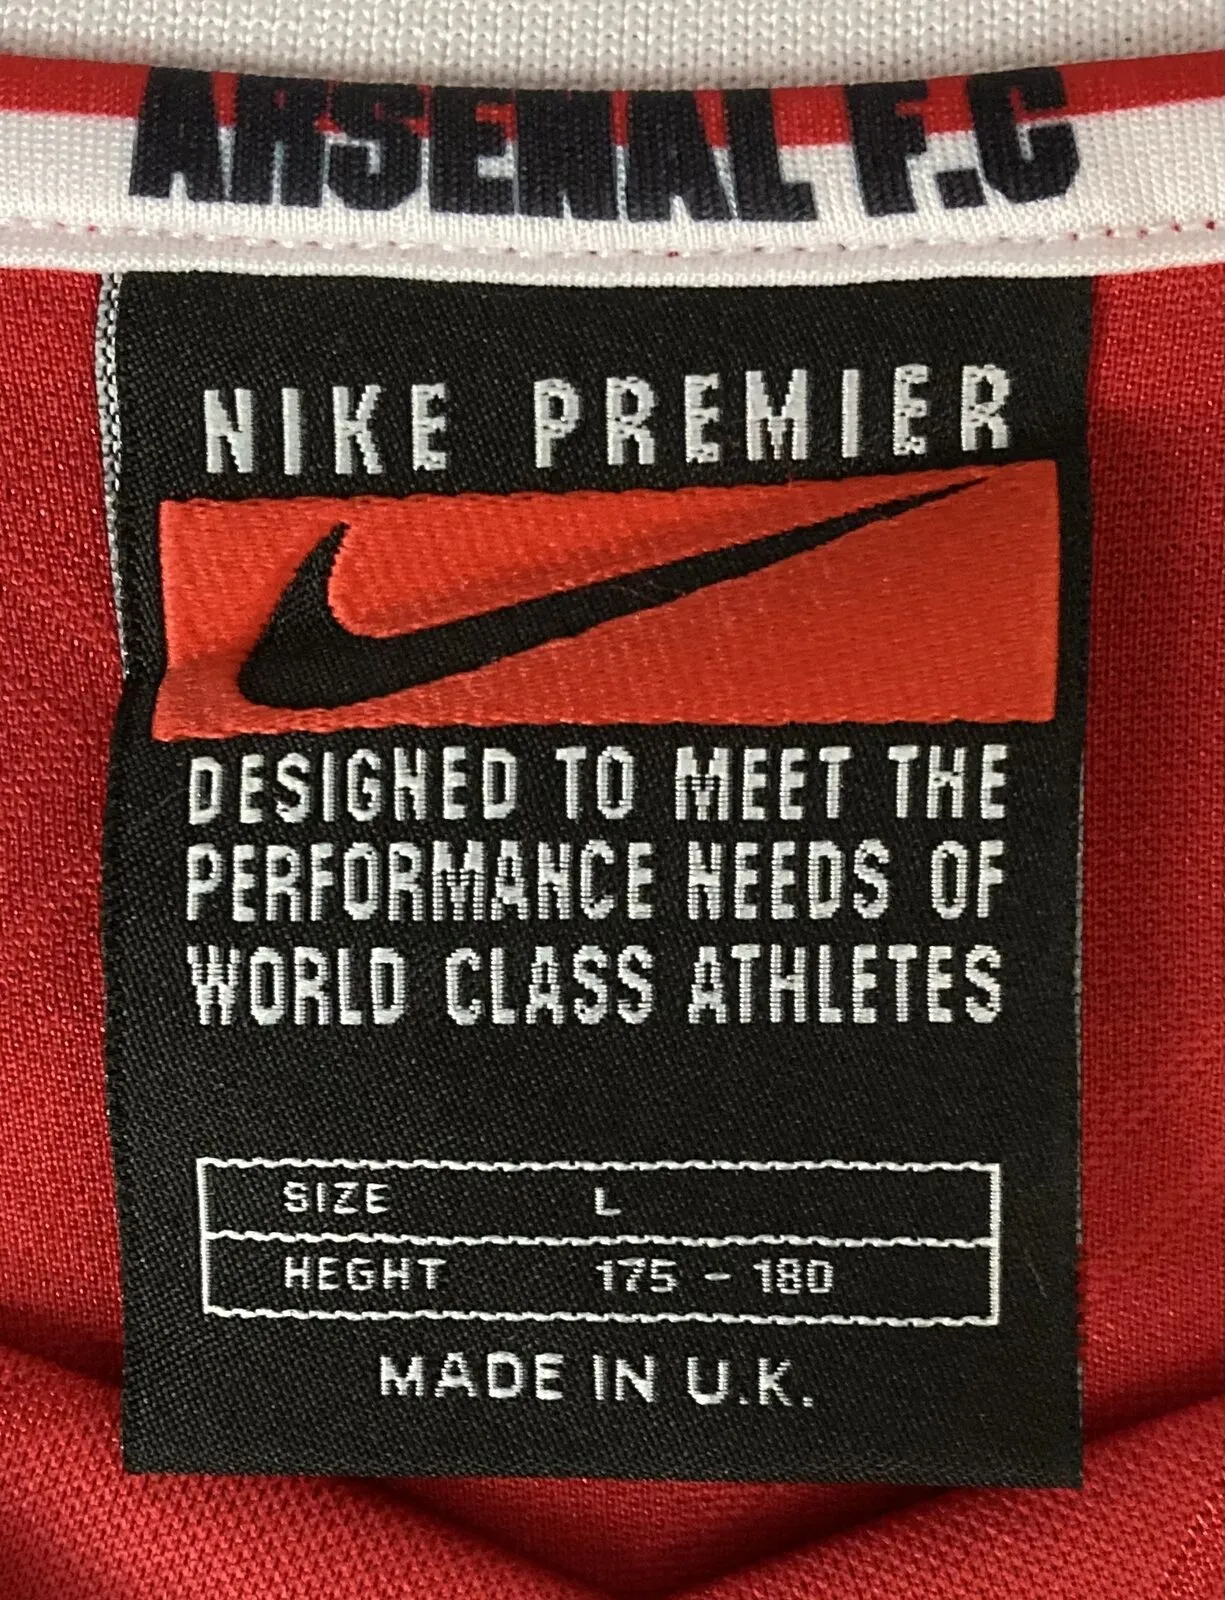 ARSENAL F.C
NIKE PREMIER
DESIGNED TO MEET THE
PERFORMANCE NEEDS OF
WORLD CLASS ATHLETES
SIZE L
HEGHT 175 - 180
MADE IN U.K.